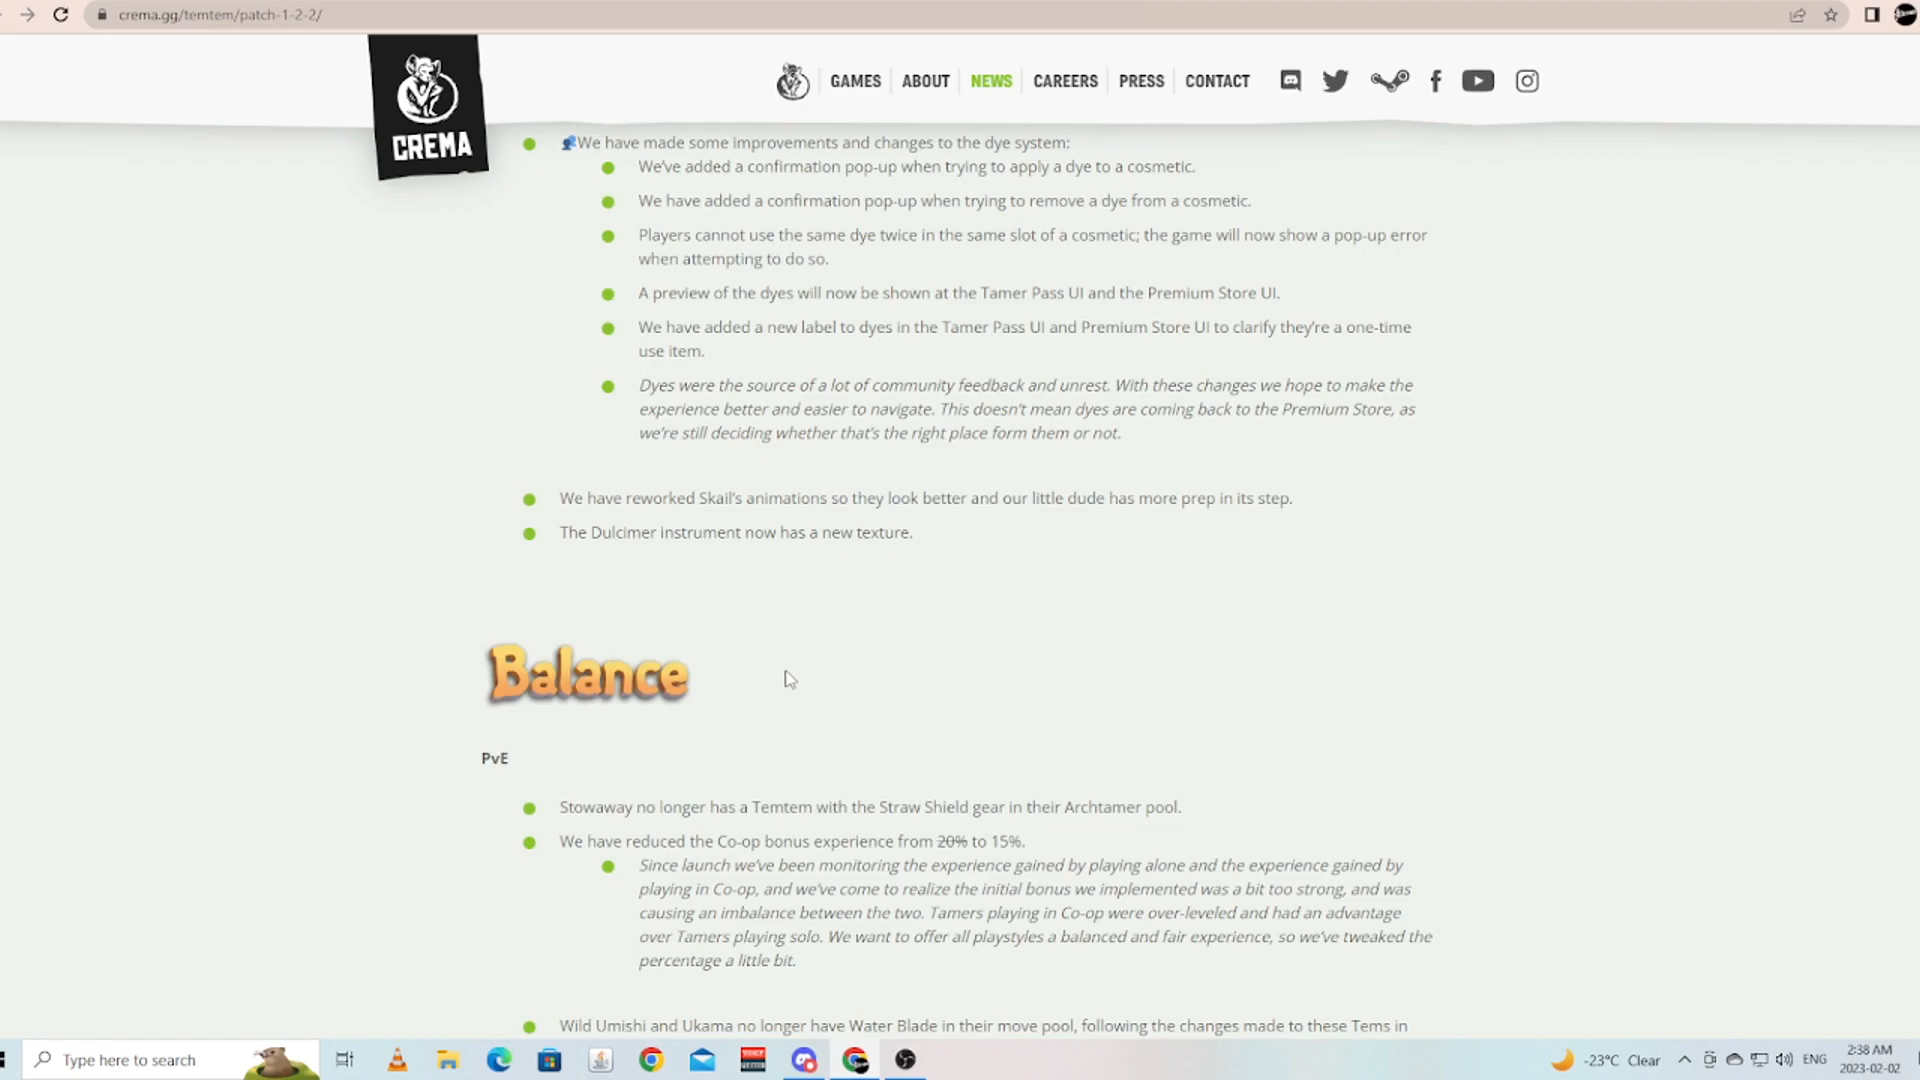 crema.gg/temtem/patch-1-2-2/
CREMA
GAMES
ABOUT
NEWS
CAREERS
PRESS
CONTACT
We have made some improvements and changes to the dye system:
We've added a confirmation pop-up when trying to apply a dye to a cosmetic.
We have added a confirmation pop-up when trying to remove a dye from a cosmetic.
Players cannot use the same dye twice in the same slot of a cosmetic; the game will now show a pop-up error
when attempting to do so.
A preview of the dyes will now be shown at the Tamer Pass UI and the Premium Store UI.
We have added a new label to dyes in the Tamer Pass UI and Premium Store UI to clarify they're a one-time
use item.
Dyes were the source of a lot of community feedback and unrest. With these changes we hope to make the
experience better and easier to navigate. This doesn't mean dyes are coming back to the Premium Store, as
we're still deciding whether that's the right place form them or not.
We have reworked Skail's animations so they look better and our little dude has more prep in its step.
The Dulcimer instrument now has a new texture.
Balance
PvE
Stowaway no longer has a Temtem with the Straw Shield gear in their Archtamer pool.
We have reduced the Co-op bonus experience from 20% to 15%.
Since launch we've been monitoring the experience gained by playing alone and the experience gained by
playing in Co-op, and we've come to realize the initial bonus we implemented was a bit too strong, and was
causing an imbalance between the two. Tamers playing in Co-op were over-leveled and had an advantage
over Tamers playing solo. We want to offer all playstyles a balanced and fair experience, so we've tweaked the
percentage a little bit.
Wild Umishi and Ukama no longer have Water Blade in their move pool, following the changes made to these Tems in
Type here to search
-23°C Clear
ENG
2:38 AM
2023-02-02